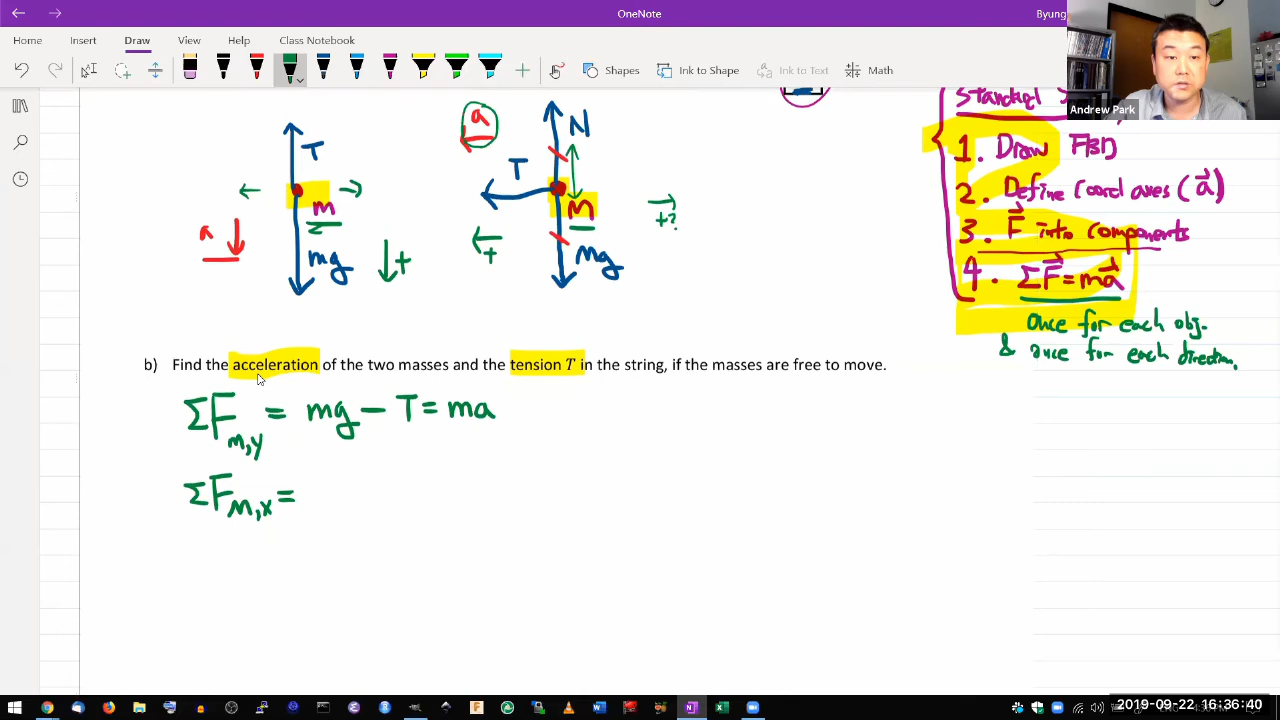 OneNote
Byung
Home Insert Draw View Help Class Notebook
Shapes Ink to Shape Ink to Text Math
Andrew Park
Standard
1. Draw FBD
2. Define Coord axes (a⃗)
3. F⃗ into components
4. ΣF⃗=ma⃗
once for each obj.
& once for each direction.
T
m
mg
a
+
a
N
T
M
Mg
+
+?
b) Find the acceleration of the two masses and the tension T in the string, if the masses are free to move.
ΣF m,y = mg − T = ma
ΣF M,x =
2019-09-22 16:36:40